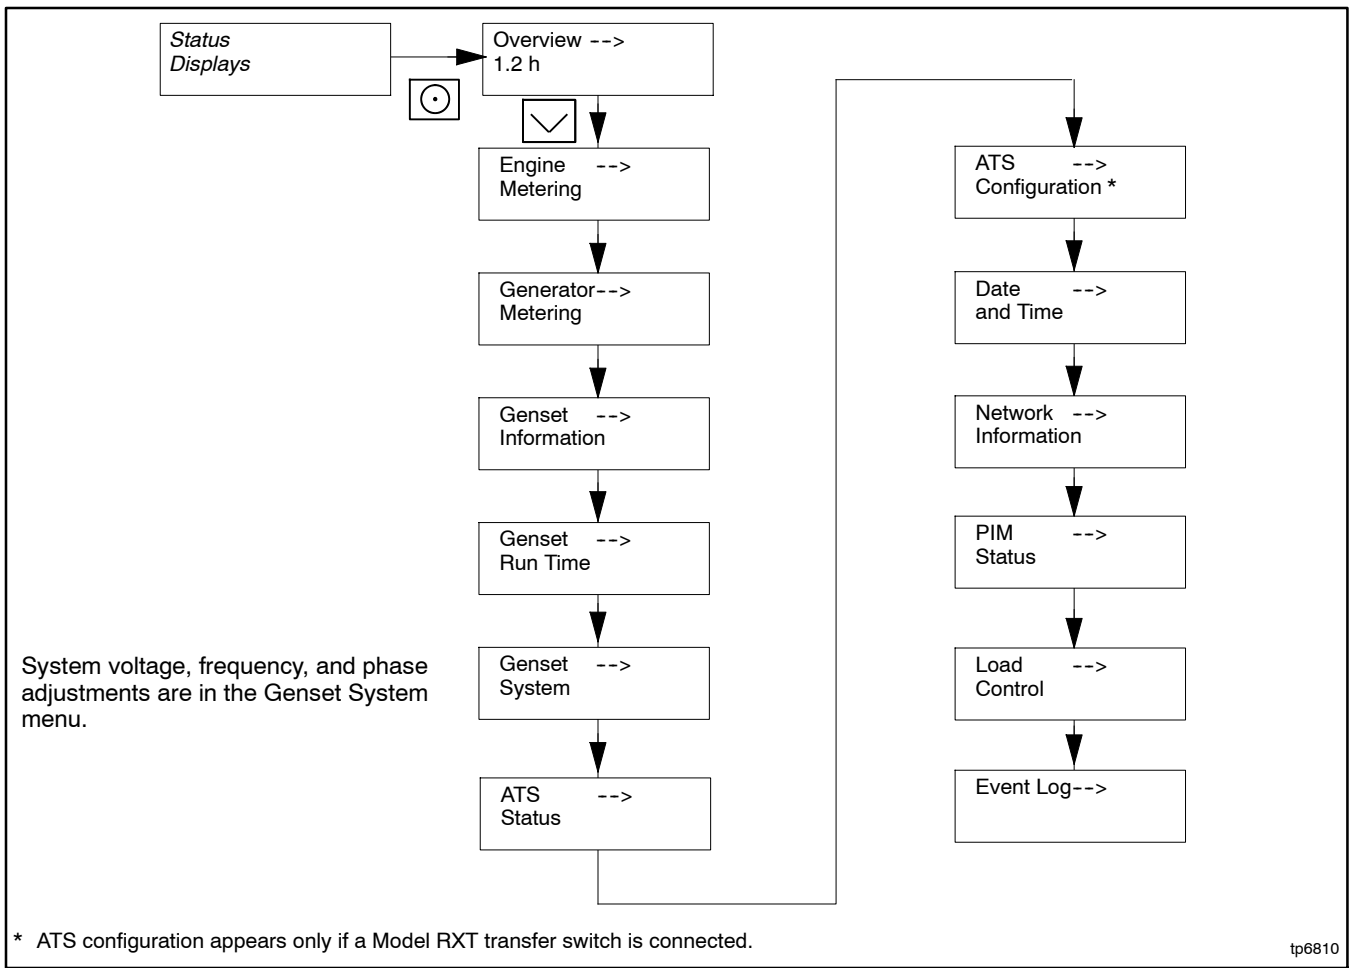 Status
Displays
Overview -->
1.2 h
Engine -->
Metering
Generator-->
Metering
Genset -->
Information
Genset -->
Run Time
Genset -->
System
System voltage, frequency, and phase
adjustments are in the Genset System
menu.
ATS -->
Status
ATS -->
Configuration *
Date -->
and Time
Network -->
Information
PIM -->
Status
Load -->
Control
Event Log-->
* ATS configuration appears only if a Model RXT transfer switch is connected.
tp6810